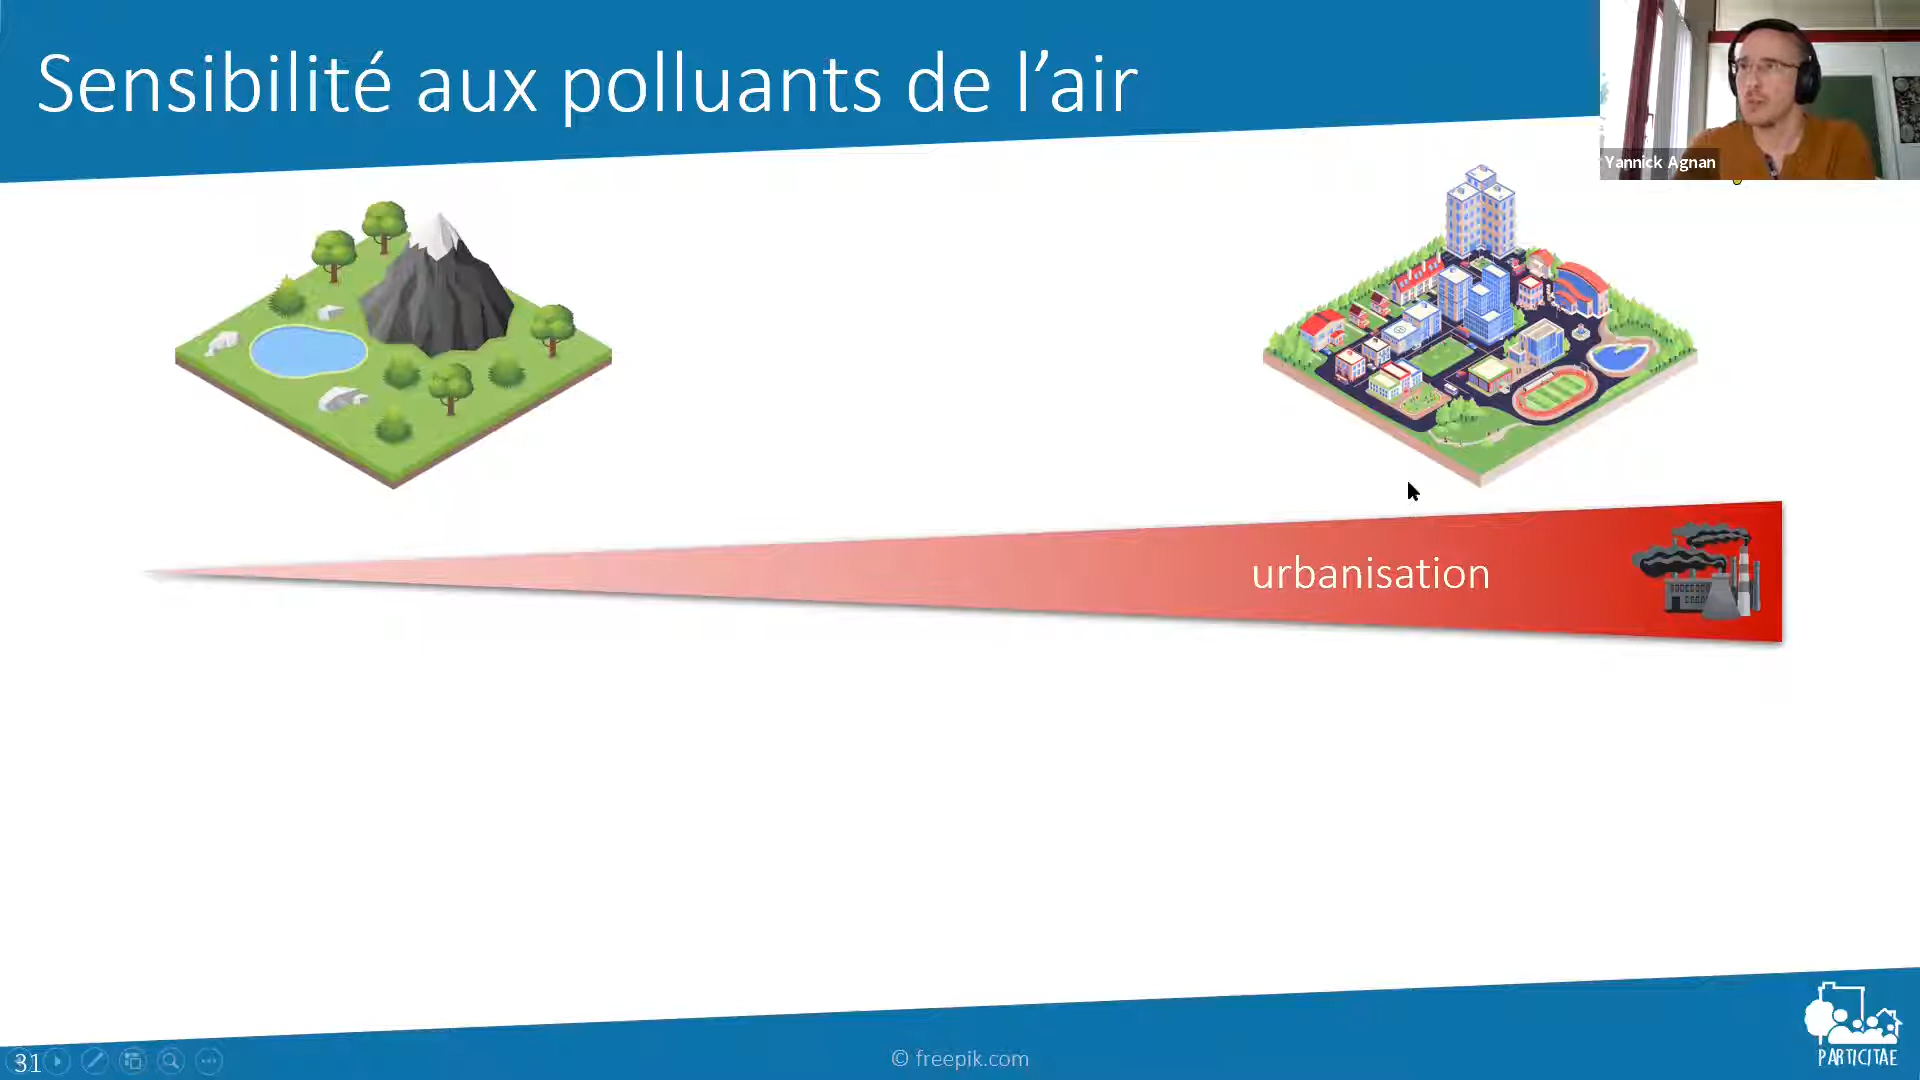 Sensibilité aux polluants de l’air
Yannick Agnan
urbanisation
31
© freepik.com
PARTICITAE